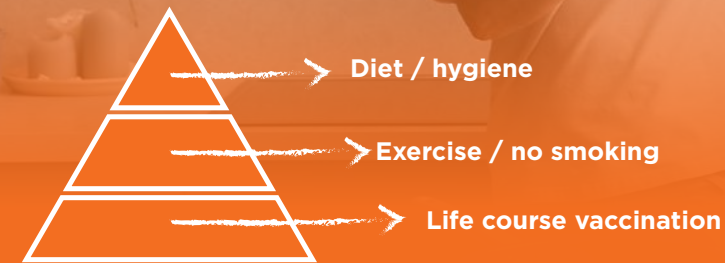 Diet / hygiene
Exercise / no smoking
Life course vaccination